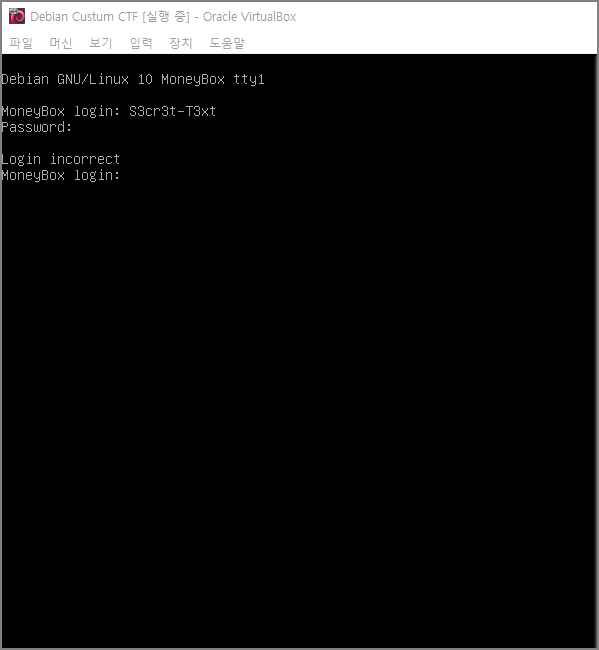 Debian Custum CTF [실행 중] - Oracle VirtualBox
파일 머신 보기 입력 장치 도움말
Debian GNU/Linux 10 MoneyBox tty1
MoneyBox login: S3cr3t-T3xt
Password:
Login incorrect
MoneyBox login: